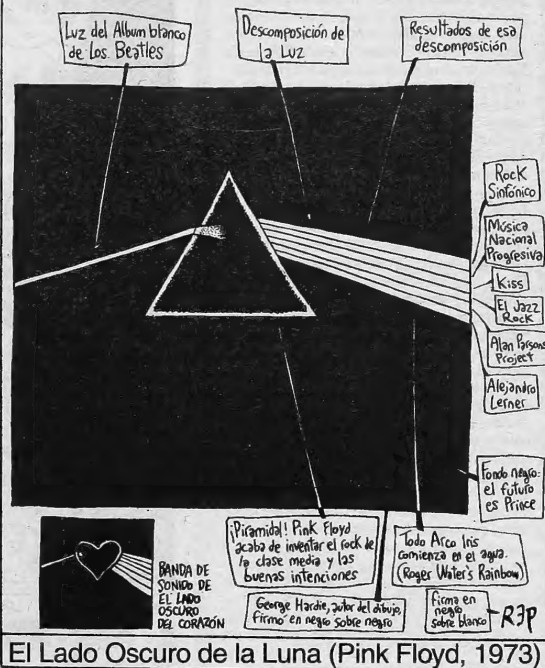 Luz del Album blanco
de Los Beatles
Descomposición de
la Luz
Resultados de esa
descomposición
Rock
Sinfónico
Música
Nacional
Progresiva
Kiss
El Jazz
Rock
Alan Parsons
Project
Alejandro
Lerner
Fondo negro:
el futuro
es Prince
¡Piramidal! Pink Floyd
acaba de inventar el rock de
la clase media y las
buenas intenciones
Todo Arco Iris
comienza en el agua.
(Roger Water's Rainbow)
BANDA DE
SONIDO DE
EL LADO
OSCURO
DEL CORAZÓN
George Hardie, autor del dibujo,
firmó en negro sobre negro
firma en
negro
sobre blanco
REP
El Lado Oscuro de la Luna (Pink Floyd, 1973)